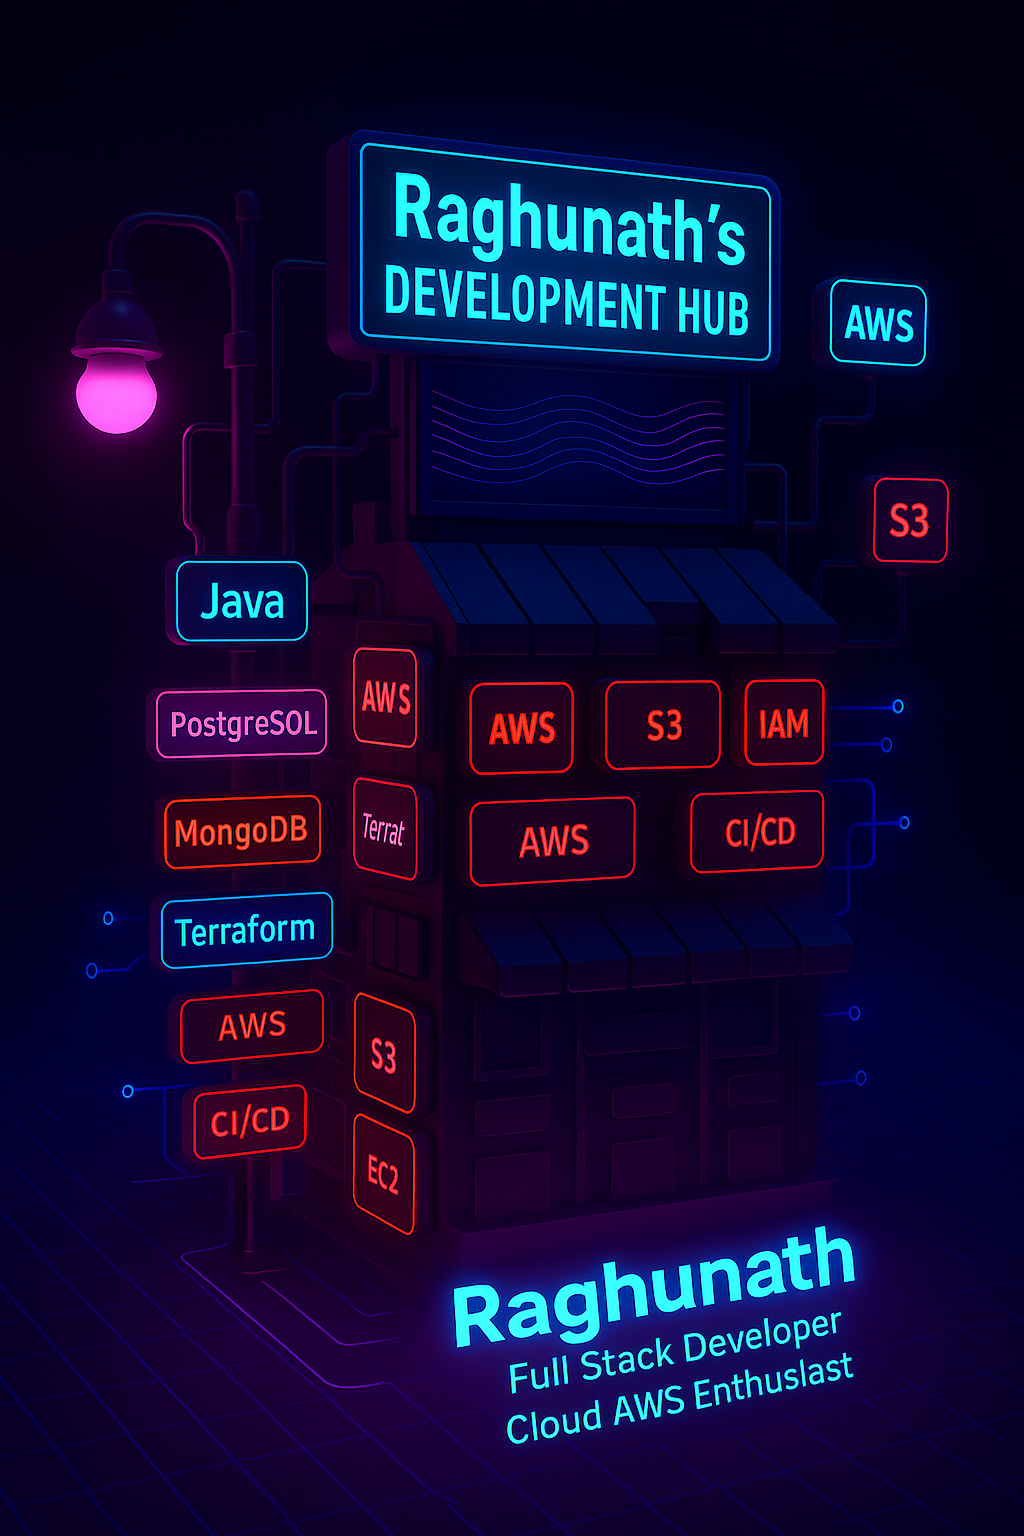 Raghunath's
DEVELOPMENT HUB
AWS
S3
Java
PostgreSOL
MongoDB
Terraform
AWS
CI/CD
AWS
Terrat
S3
EC2
AWS
S3
IAM
AWS
CI/CD
Raghunath
Full Stack Developer
Cloud AWS Enthuslast